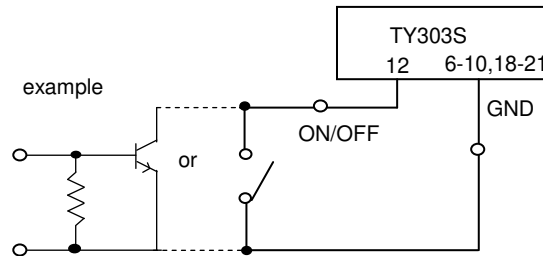 TY303S
12 6-10,18-21
example
GND
ON/OFF
or